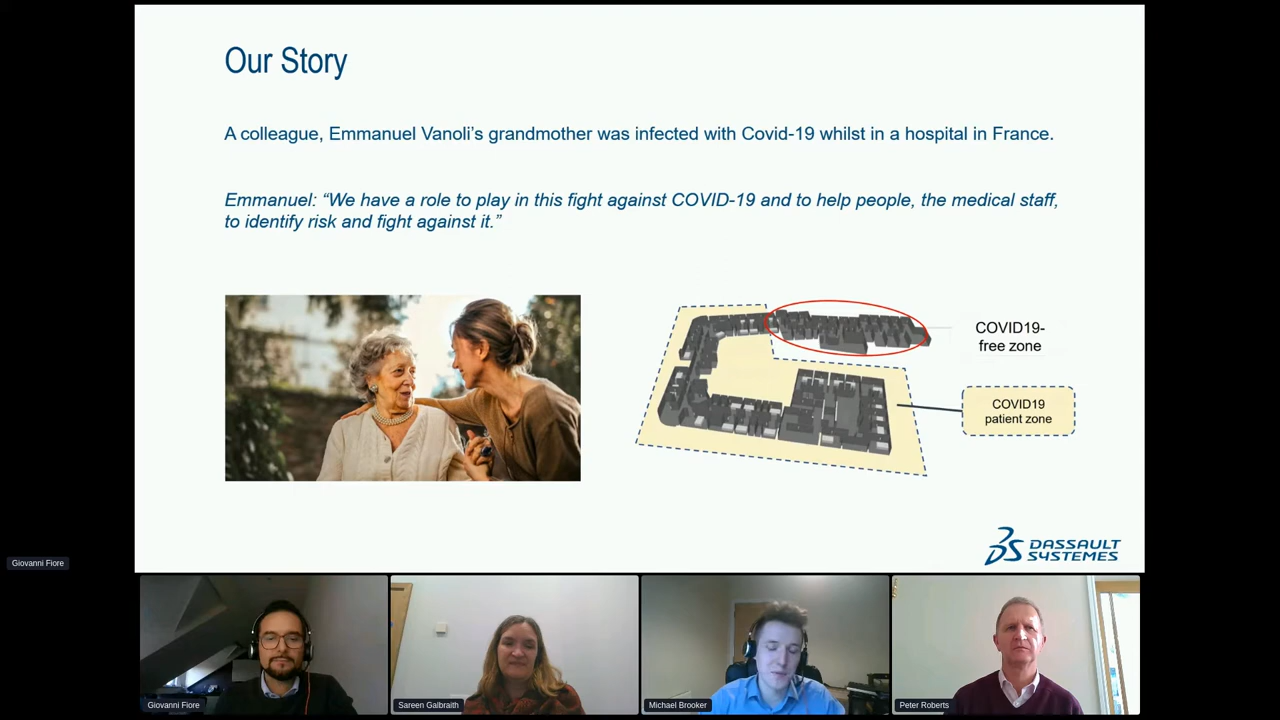 Our Story
A colleague, Emmanuel Vanoli’s grandmother was infected with Covid-19 whilst in a hospital in France.
Emmanuel: “We have a role to play in this fight against COVID-19 and to help people, the medical staff,
to identify risk and fight against it.”
COVID19-
free zone
COVID19
patient zone
DASSAULT
SYSTEMES
Giovanni Fiore
Giovanni Fiore
Sareen Galbraith
Michael Brooker
Peter Roberts